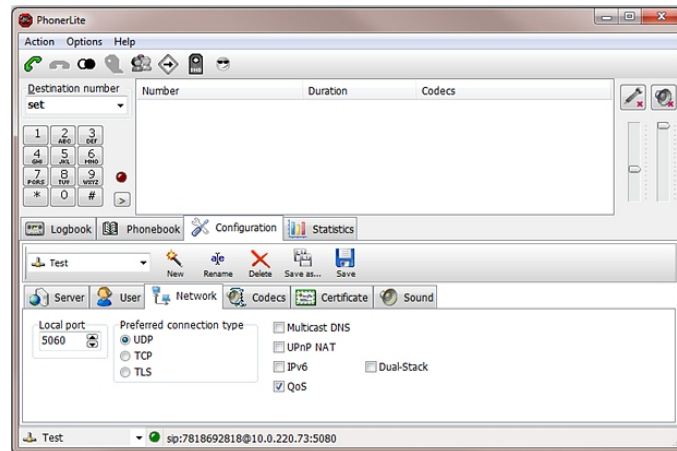 PhonerLite
Action Options Help
Destination number
set
Number Duration Codecs
1 2 ABC 3 DEF
4 GHI 5 JKL 6 MNO
7 PQRS 8 TUV 9 WXYZ
* 0 #
>
Logbook Phonebook Configuration Statistics
Test
New Rename Delete Save as... Save
Server User Network Codecs Certificate Sound
Local port
5060
Preferred connection type
UDP
TCP
TLS
Multicast DNS
UPnP NAT
IPv6 Dual-Stack
QoS
Test sip:7818692818@10.0.220.73:5080